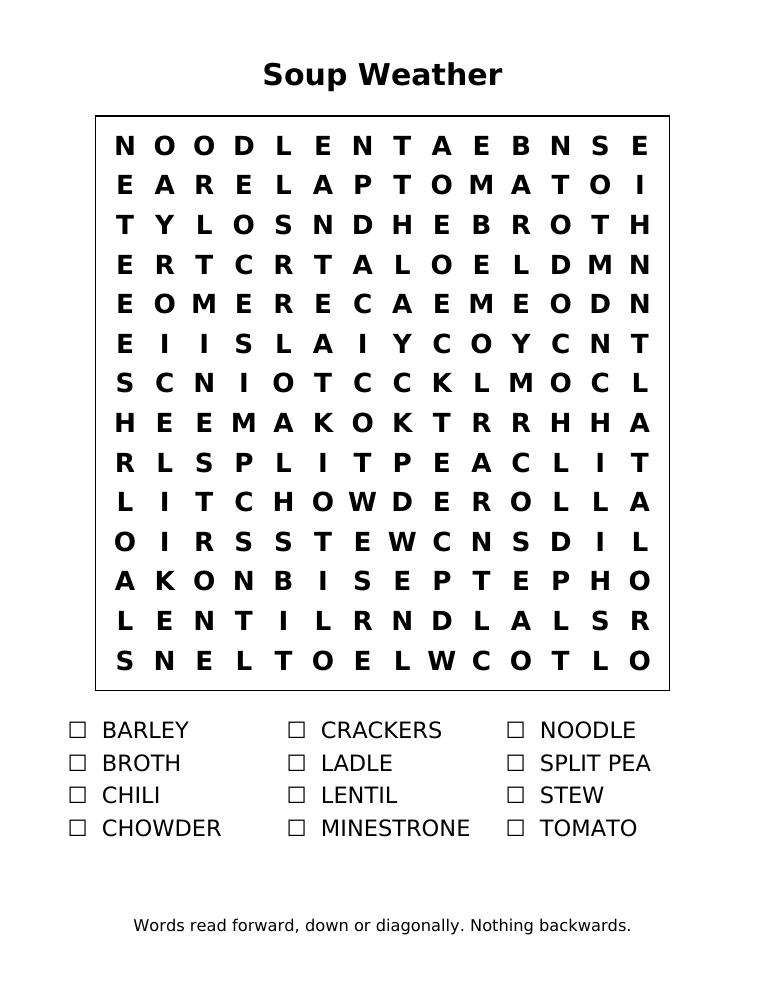 Soup Weather
N O O D L E N T A E B N S E
E A R E L A P T O M A T O I
T Y L O S N D H E B R O T H
E R T C R T A L O E L D M N
E O M E R E C A E M E O D N
E I I S L A I Y C O Y C N T
S C N I O T C C K L M O C L
H E E M A K O K T R R H H A
R L S P L I T P E A C L I T
L I T C H O W D E R O L L A
O I R S S T E W C N S D I L
A K O N B I S E P T E P H O
L E N T I L R N D L A L S R
S N E L T O E L W C O T L O
☐ BARLEY ☐ CRACKERS ☐ NOODLE
☐ BROTH ☐ LADLE ☐ SPLIT PEA
☐ CHILI ☐ LENTIL ☐ STEW
☐ CHOWDER ☐ MINESTRONE ☐ TOMATO
Words read forward, down or diagonally. Nothing backwards.